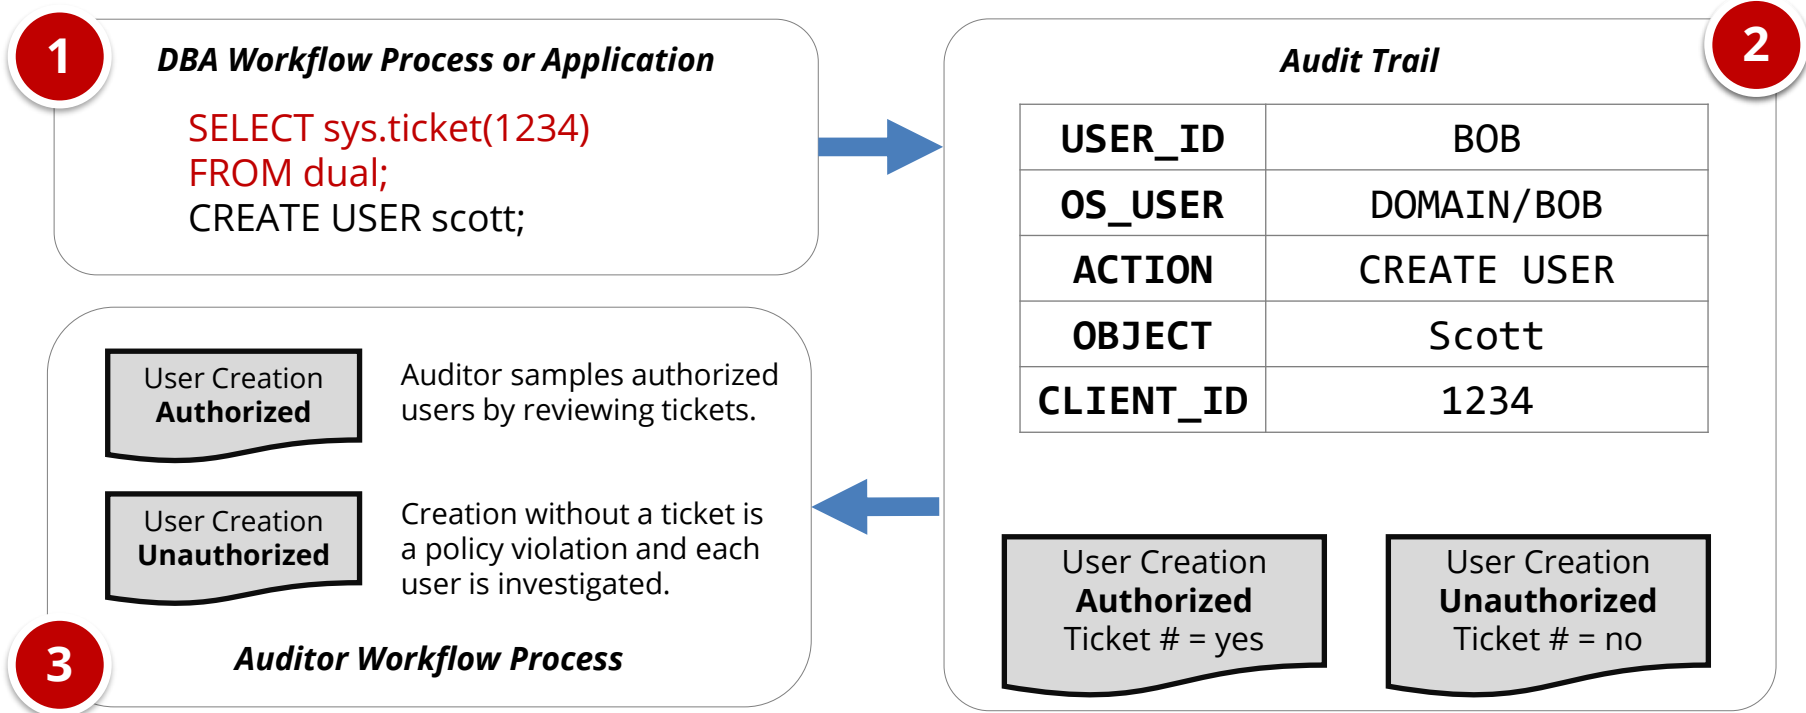 1
DBA Workflow Process or Application
SELECT sys.ticket(1234)
FROM dual;
CREATE USER scott;
2
Audit Trail
USER_ID BOB
OS_USER DOMAIN/BOB
ACTION CREATE USER
OBJECT Scott
CLIENT_ID 1234
User Creation
Authorized
Ticket # = yes
User Creation
Unauthorized
Ticket # = no
User Creation
Authorized
Auditor samples authorized
users by reviewing tickets.
User Creation
Unauthorized
Creation without a ticket is
a policy violation and each
user is investigated.
3
Auditor Workflow Process